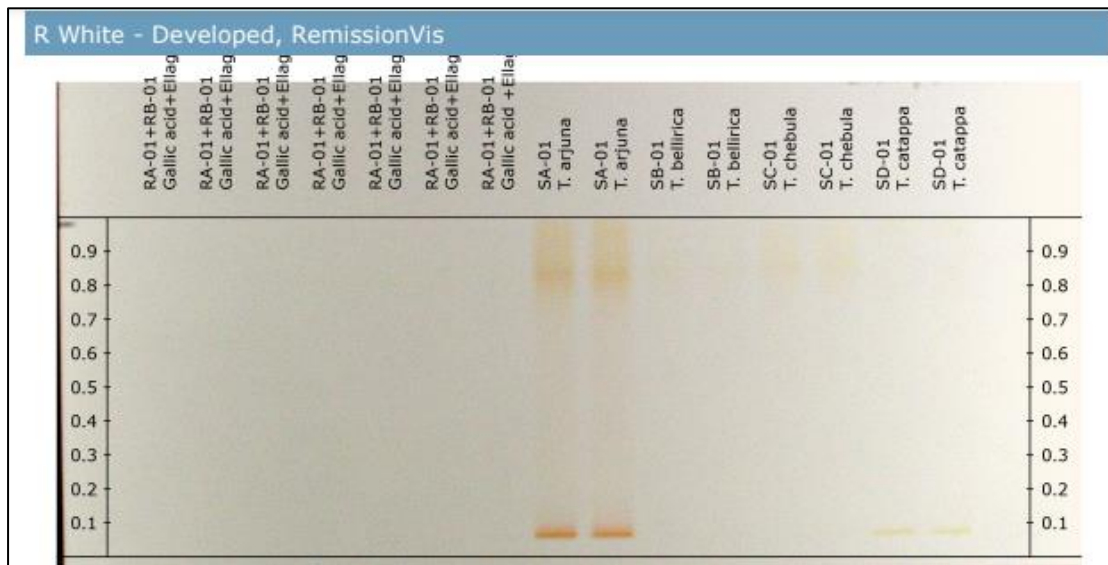 R White - Developed, RemissionVis
RA-01+RB-01
Gallic acid+Ellag
RA-01+RB-01
Gallic acid+Ellag
RA-01+RB-01
Gallic acid+Ellag
RA-01+RB-01
Gallic acid+Ellag
RA-01+RB-01
Gallic acid+Ellag
RA-01+RB-01
Gallic acid+Ellag
RA-01+RB-01
Gallic acid +Ellag
SA-01
T. arjuna
SA-01
T. arjuna
SB-01
T. bellirica
SB-01
T. bellirica
SC-01
T. chebula
SC-01
T. chebula
SD-01
T. catappa
SD-01
T. catappa
0.9 0.9
0.8 0.8
0.7 0.7
0.6 0.6
0.5 0.5
0.4 0.4
0.3 0.3
0.2 0.2
0.1 0.1